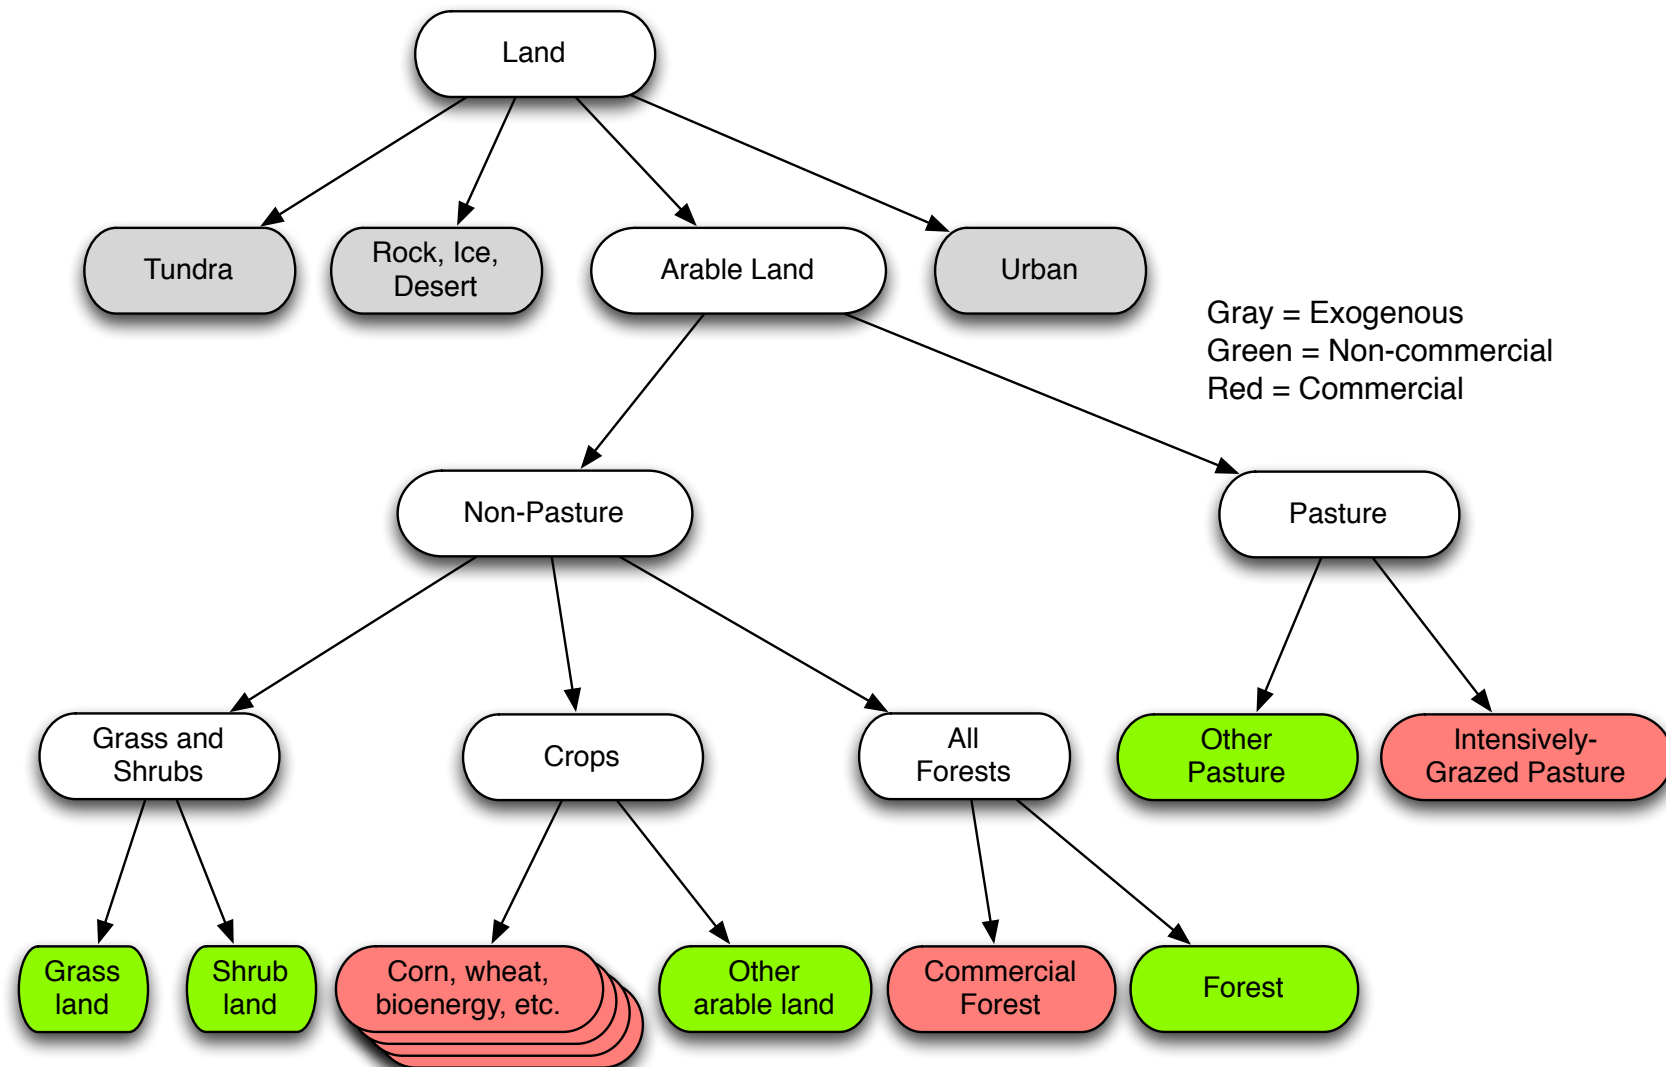 Land
Tundra
Rock, Ice,
Desert
Arable Land
Urban
Gray = Exogenous
Green = Non-commercial
Red = Commercial
Non-Pasture
Pasture
Grass and
Shrubs
Crops
All
Forests
Other
Pasture
Intensively-
Grazed Pasture
Grass
land
Shrub
land
Corn, wheat,
bioenergy, etc.
Other
arable land
Commercial
Forest
Forest